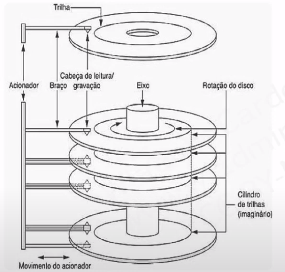 Trilha
Cabeça de leitura/
gravação
Acionador
Braço
Eixo
Rotação do disco
Cilindro
de trilhas
(imaginário)
Movimento do acionador